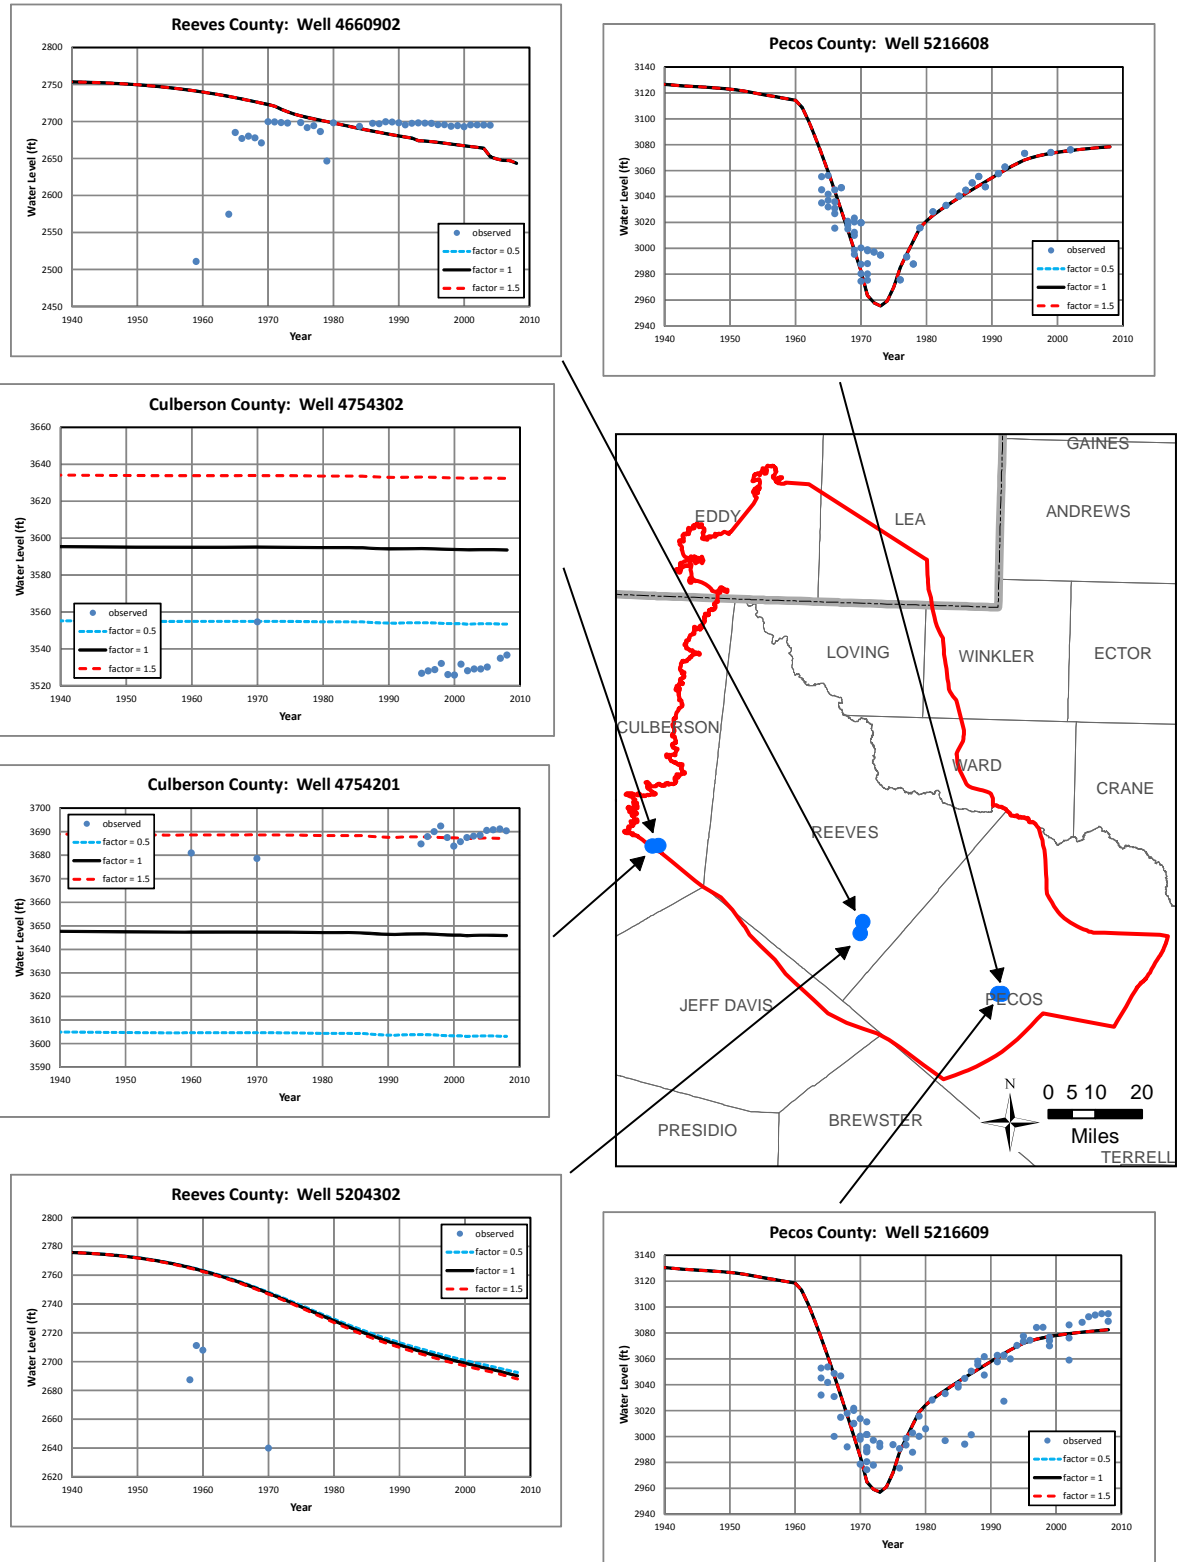 Reeves County: Well 4660902
Water Level (ft)
2800
2750
2700
2650
2600
2550
2500
2450
observed
factor = 0.5
factor = 1
factor = 1.5
1940 1950 1960 1970 1980 1990 2000 2010
Year
Pecos County: Well 5216608
Water Level (ft)
3140
3120
3100
3080
3060
3040
3020
3000
2980
2960
2940
observed
factor = 0.5
factor = 1
factor = 1.5
1940 1950 1960 1970 1980 1990 2000 2010
Year
Culberson County: Well 4754302
Water Level (ft)
3660
3640
3620
3600
3580
3560
3540
3520
observed
factor = 0.5
factor = 1
factor = 1.5
1940 1950 1960 1970 1980 1990 2000 2010
Year
Culberson County: Well 4754201
Water Level (ft)
3700
3690
3680
3670
3660
3650
3640
3630
3620
3610
3600
3590
observed
factor = 0.5
factor = 1
factor = 1.5
1940 1950 1960 1970 1980 1990 2000 2010
Year
GAINES
EDDY LEA ANDREWS
LOVING WINKLER ECTOR
CULBERSON
WARD
CRANE
REEVES
JEFF DAVIS PECOS
PRESIDIO BREWSTER
TERRELL
N
0 5 10 20
Miles
Reeves County: Well 5204302
Water Level (ft)
2800
2780
2760
2740
2720
2700
2680
2660
2640
2620
observed
factor = 0.5
factor = 1
factor = 1.5
1940 1950 1960 1970 1980 1990 2000 2010
Year
Pecos County: Well 5216609
Water Level (ft)
3140
3120
3100
3080
3060
3040
3020
3000
2980
2960
2940
observed
factor = 0.5
factor = 1
factor = 1.5
1940 1950 1960 1970 1980 1990 2000 2010
Year